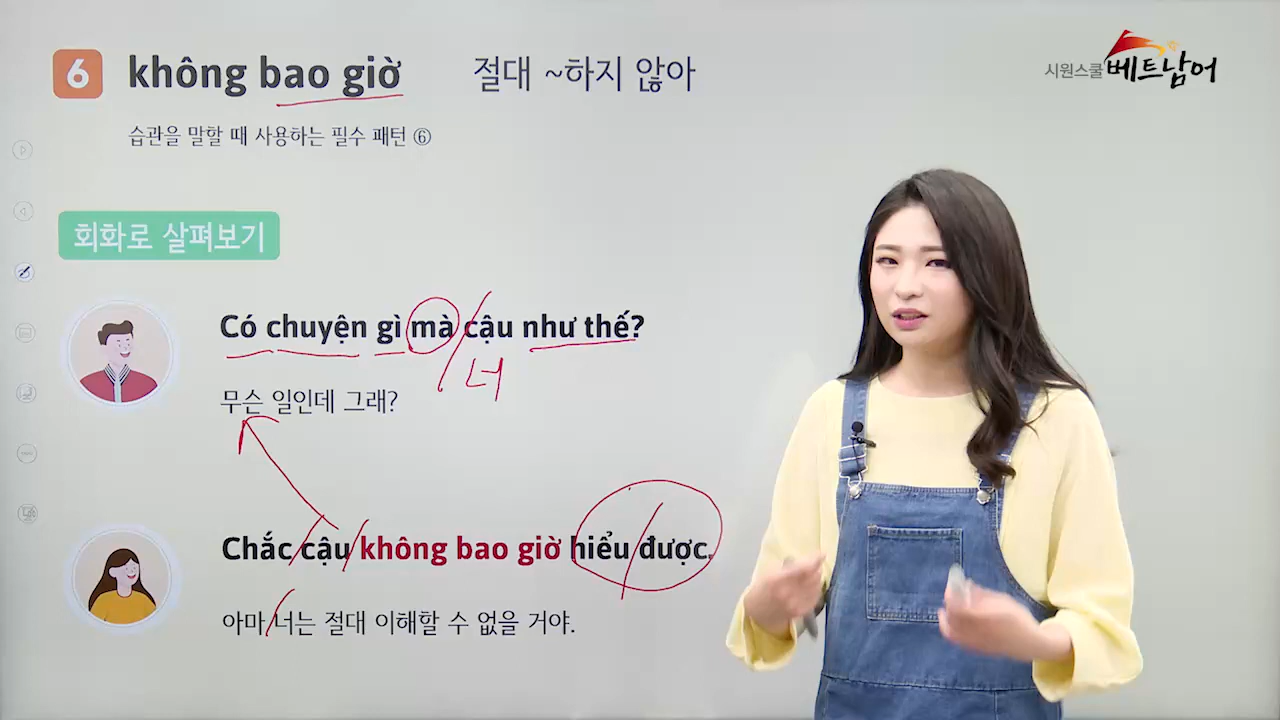 6 không bao giờ 절대 ~하지 않아
시원스쿨 베트남어
습관을 말할 때 사용하는 필수 패턴 ⑥
회화로 살펴보기
Có chuyện gì mà cậu như thế?
너
무슨 일인데 그래?
Chắc cậu không bao giờ hiểu được.
아마 너는 절대 이해할 수 없을 거야.